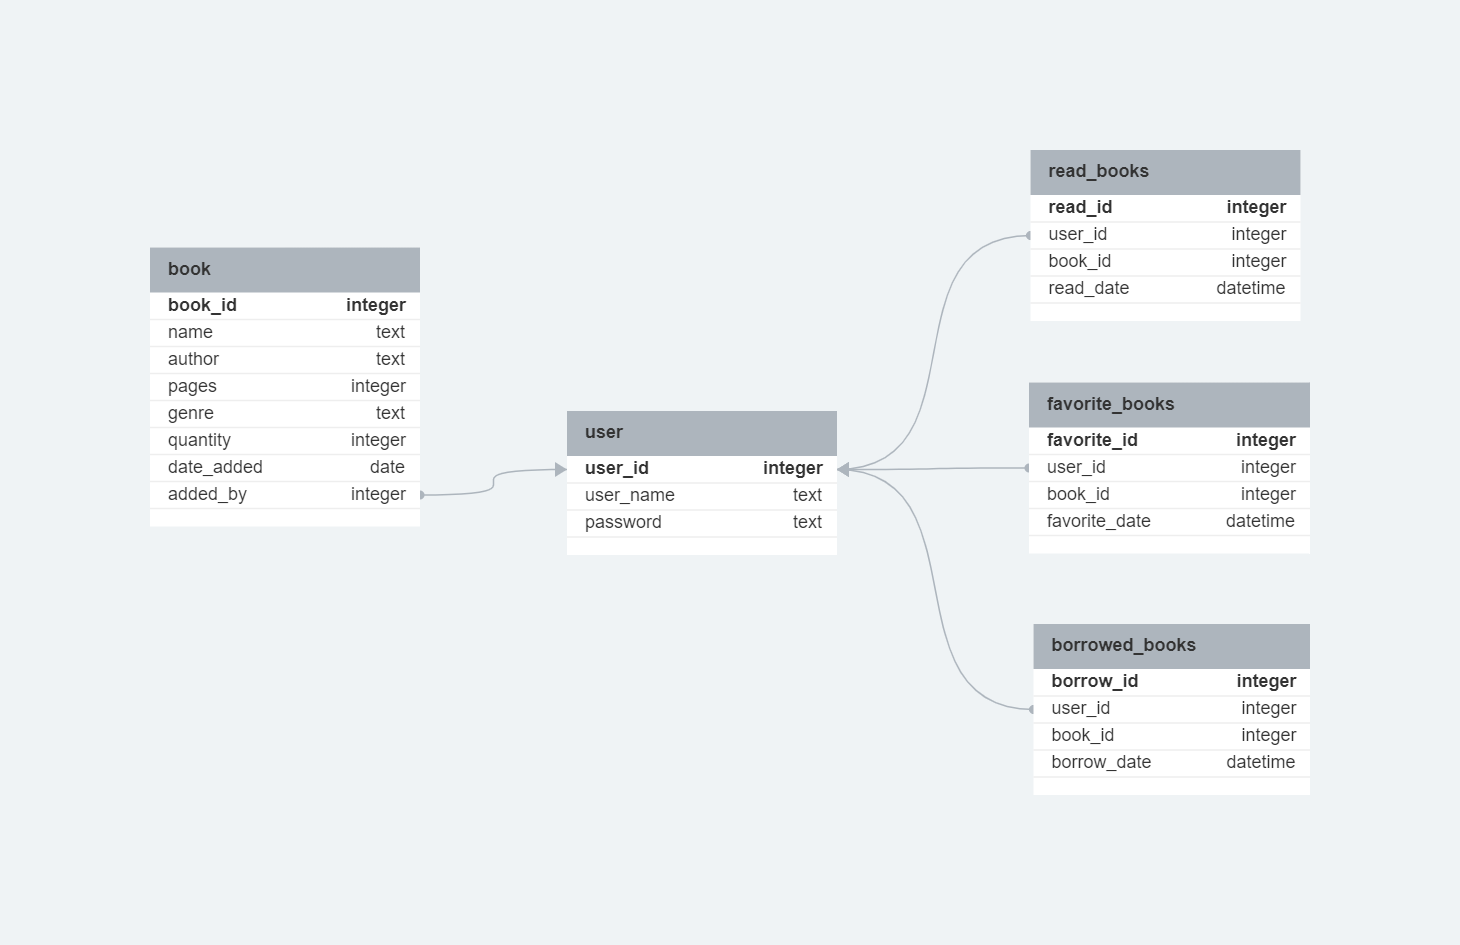 book
book_id integer
name text
author text
pages integer
genre text
quantity integer
date_added date
added_by integer
user
user_id integer
user_name text
password text
read_books
read_id integer
user_id integer
book_id integer
read_date datetime
favorite_books
favorite_id integer
user_id integer
book_id integer
favorite_date datetime
borrowed_books
borrow_id integer
user_id integer
book_id integer
borrow_date datetime